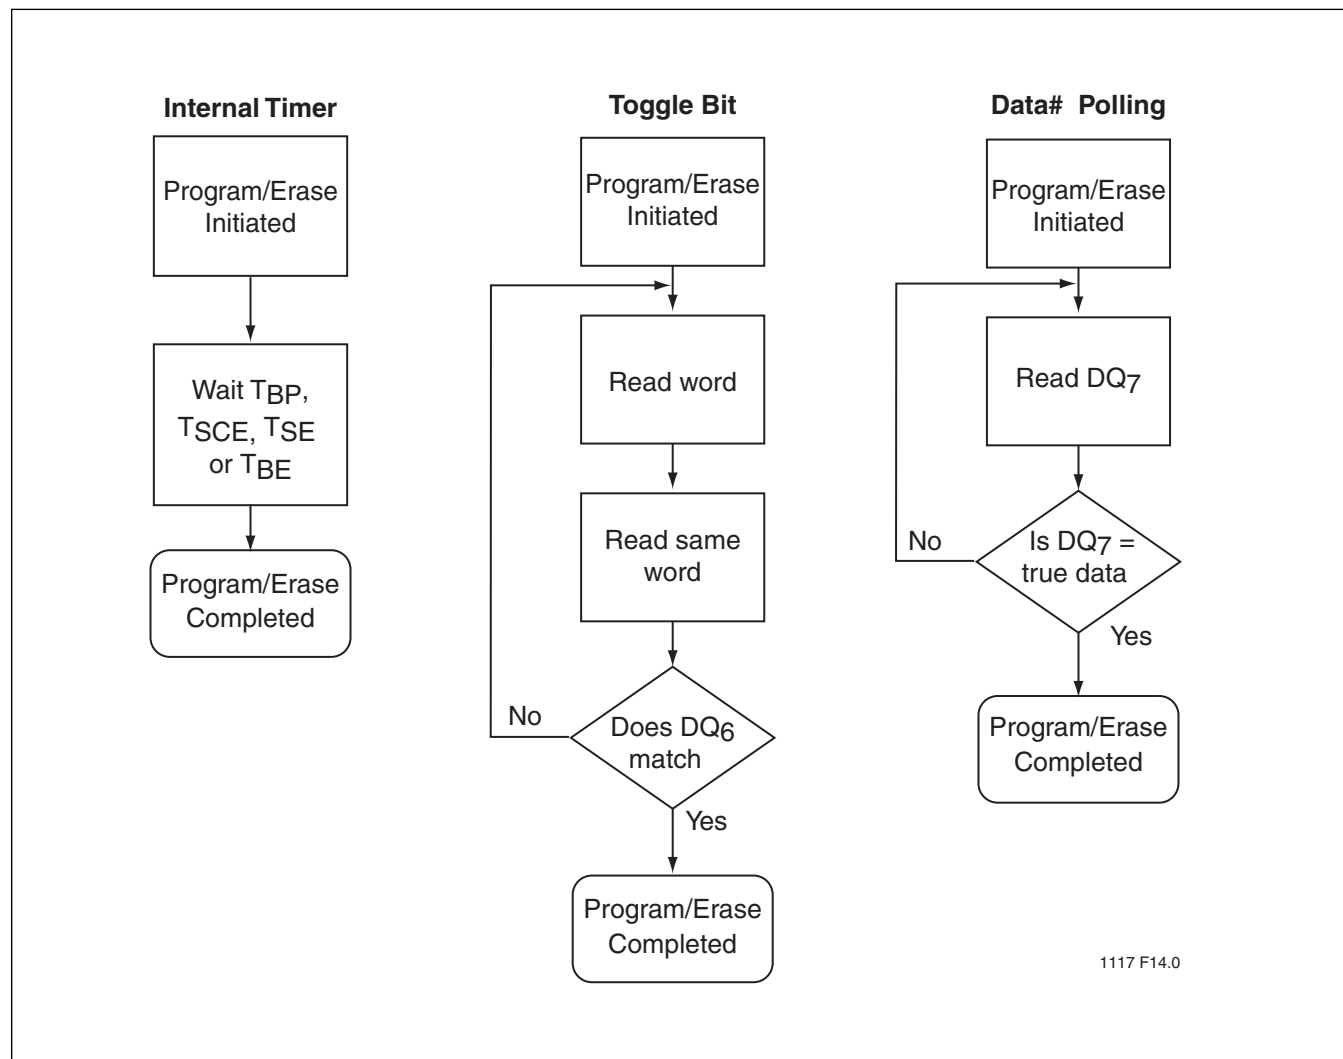 Internal Timer
Program/Erase
Initiated
Wait TBP,
TSCE, TSE
or TBE
Program/Erase
Completed
Toggle Bit
Program/Erase
Initiated
Read word
Read same
word
Does DQ6
match
No
Yes
Program/Erase
Completed
Data# Polling
Program/Erase
Initiated
Read DQ7
Is DQ7 =
true data
No
Yes
Program/Erase
Completed
1117 F14.0